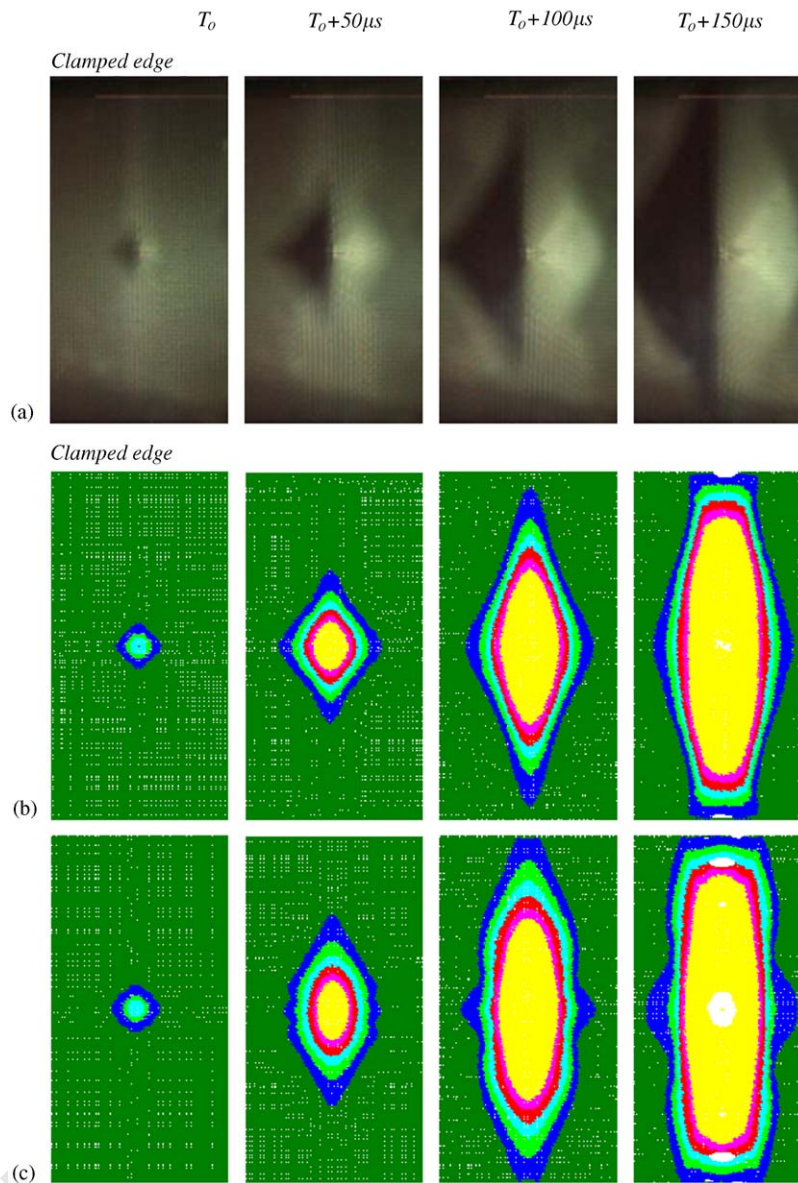 Tₒ Tₒ+50μs Tₒ+100μs Tₒ+150μs
Clamped edge
(a)
Clamped edge
(b)
(c)